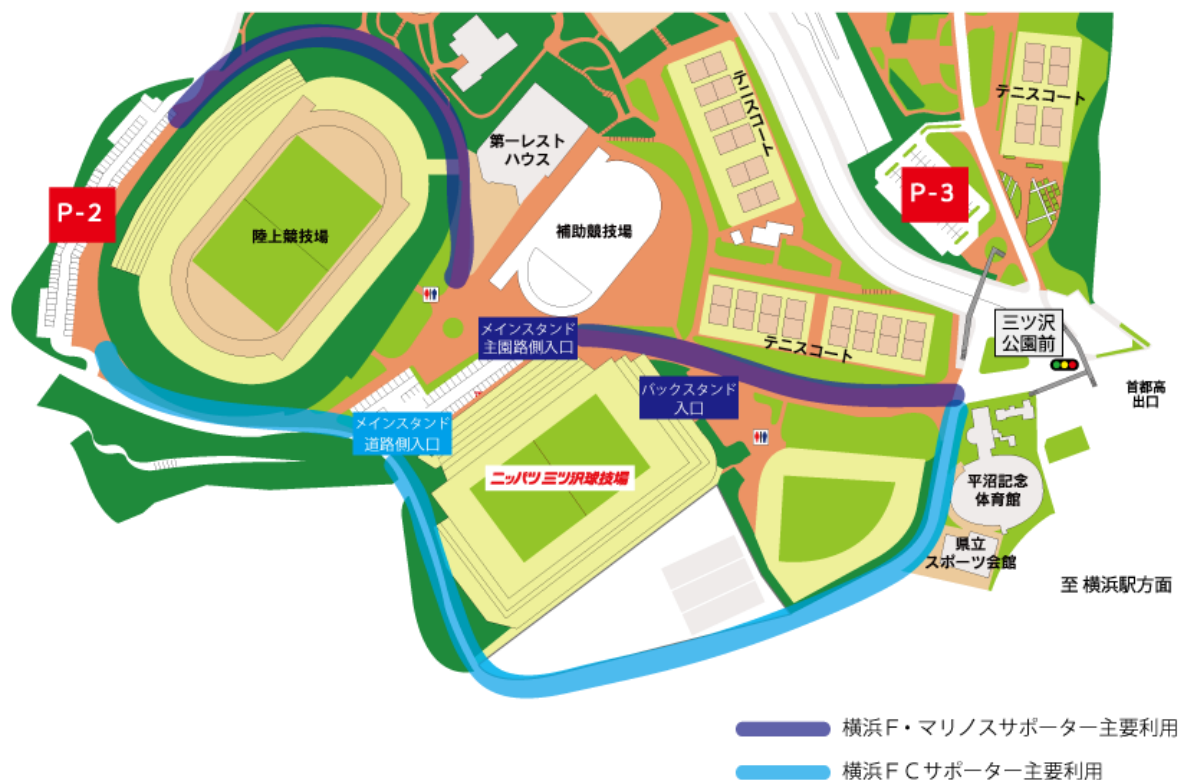 テニスコート
テニスコート
第一レスト
ハウス
P-2
P-3
陸上競技場
補助競技場
メインスタンド
主園路側入口
テニスコート
三ツ沢
公園前
バックスタンド
入口
首都高
出口
メインスタンド
道路側入口
ニッパツ 三ツ沢球技場
平沼記念
体育館
県立
スポーツ会館
至 横浜駅方面
横浜F・マリノスサポーター主要利用
横浜FCサポーター主要利用